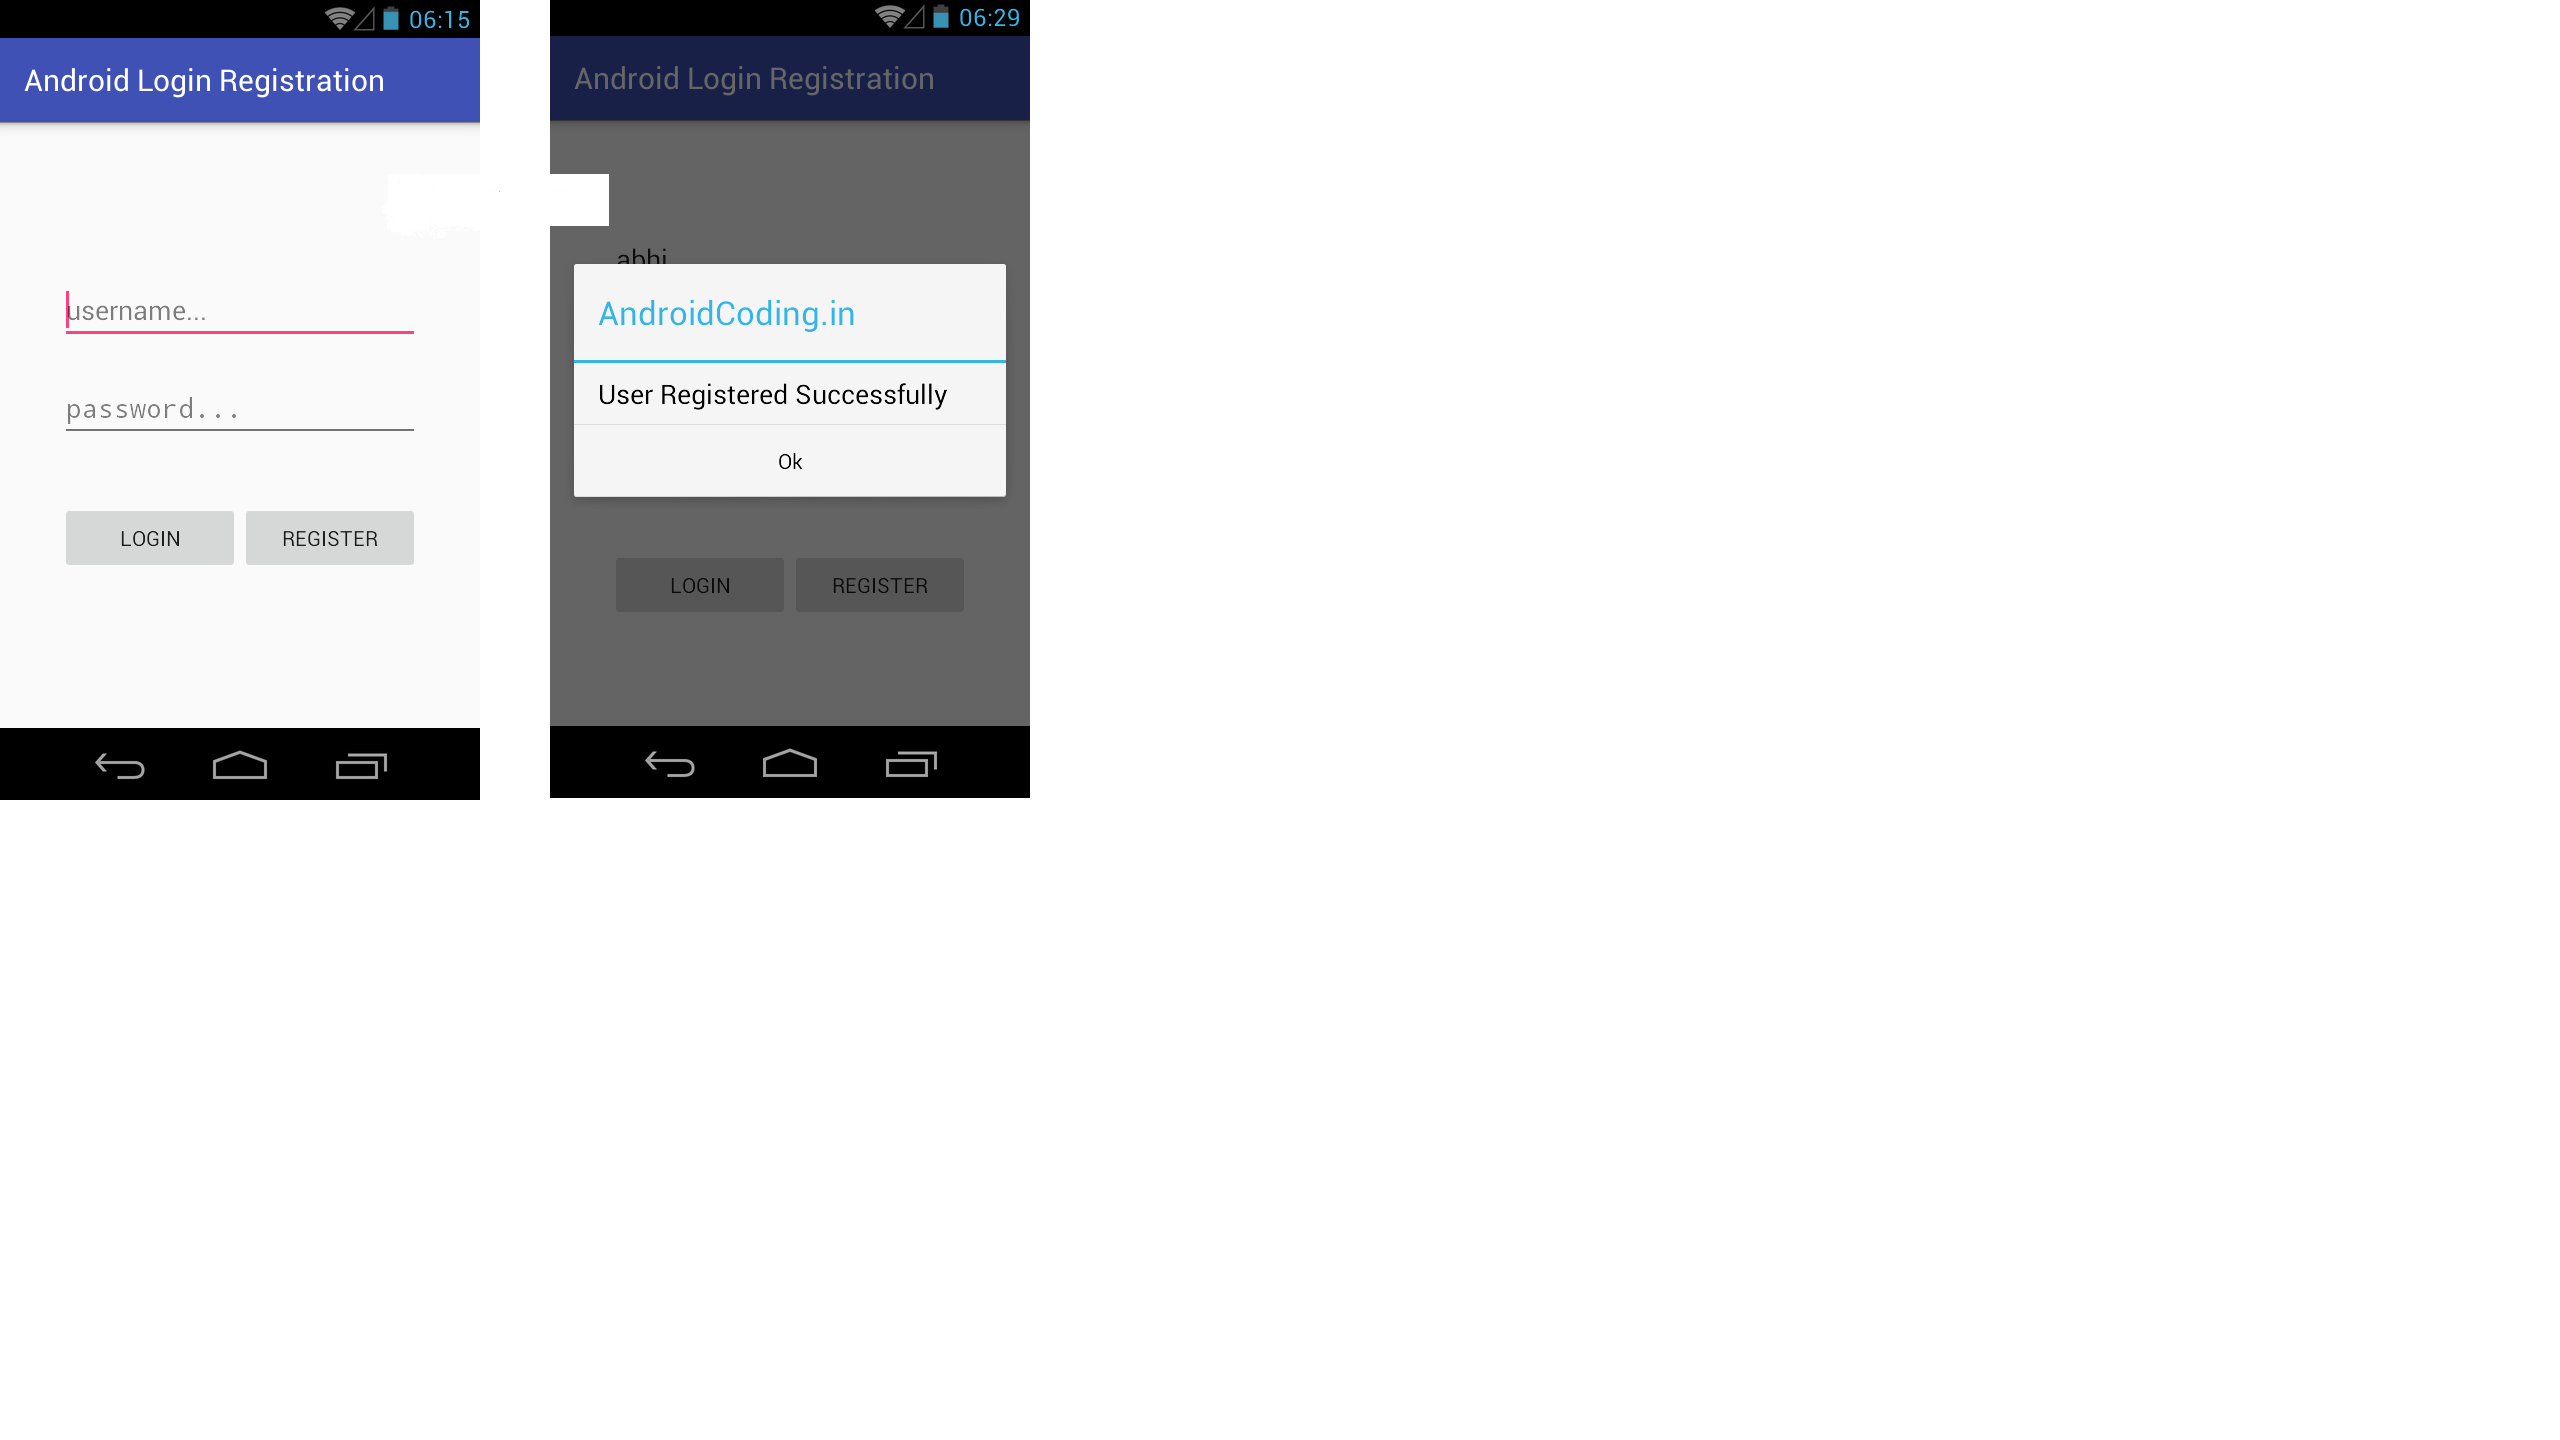 06:15
Android Login Registration
username...
password...
LOGIN
REGISTER
06:29
Android Login Registration
abhi
AndroidCoding.in
User Registered Successfully
Ok
LOGIN
REGISTER